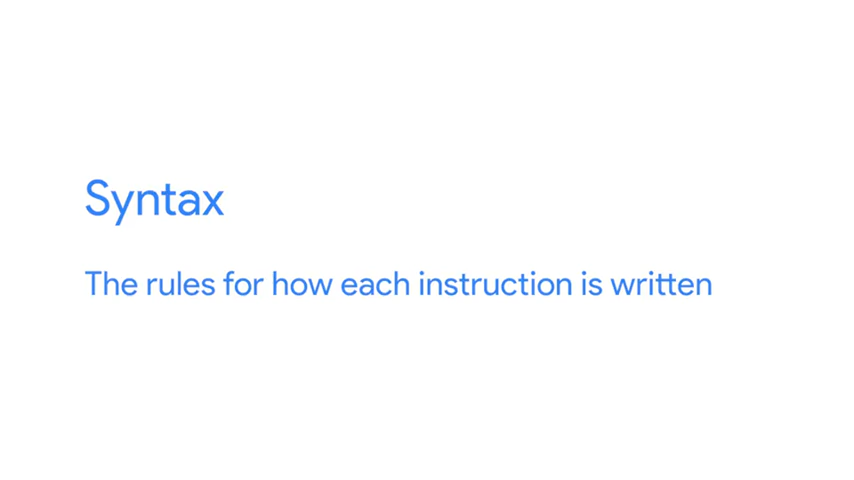 Syntax
The rules for how each instruction is written